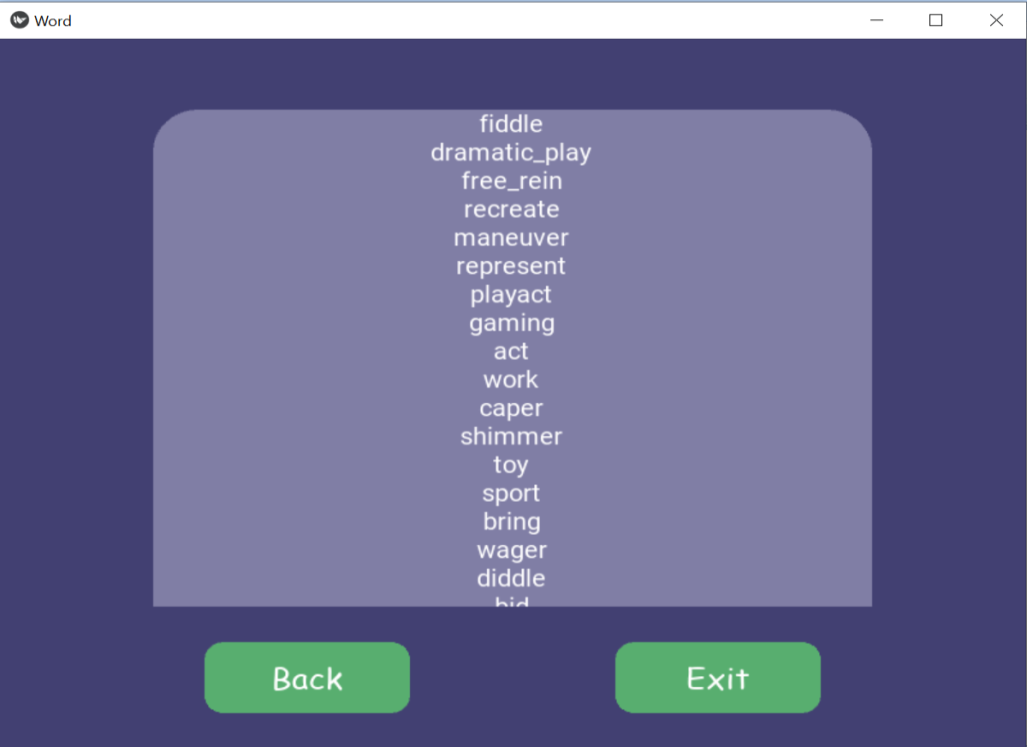 Word
fiddle
dramatic_play
free_rein
recreate
maneuver
represent
playact
gaming
act
work
caper
shimmer
toy
sport
bring
wager
diddle
bid
Back
Exit